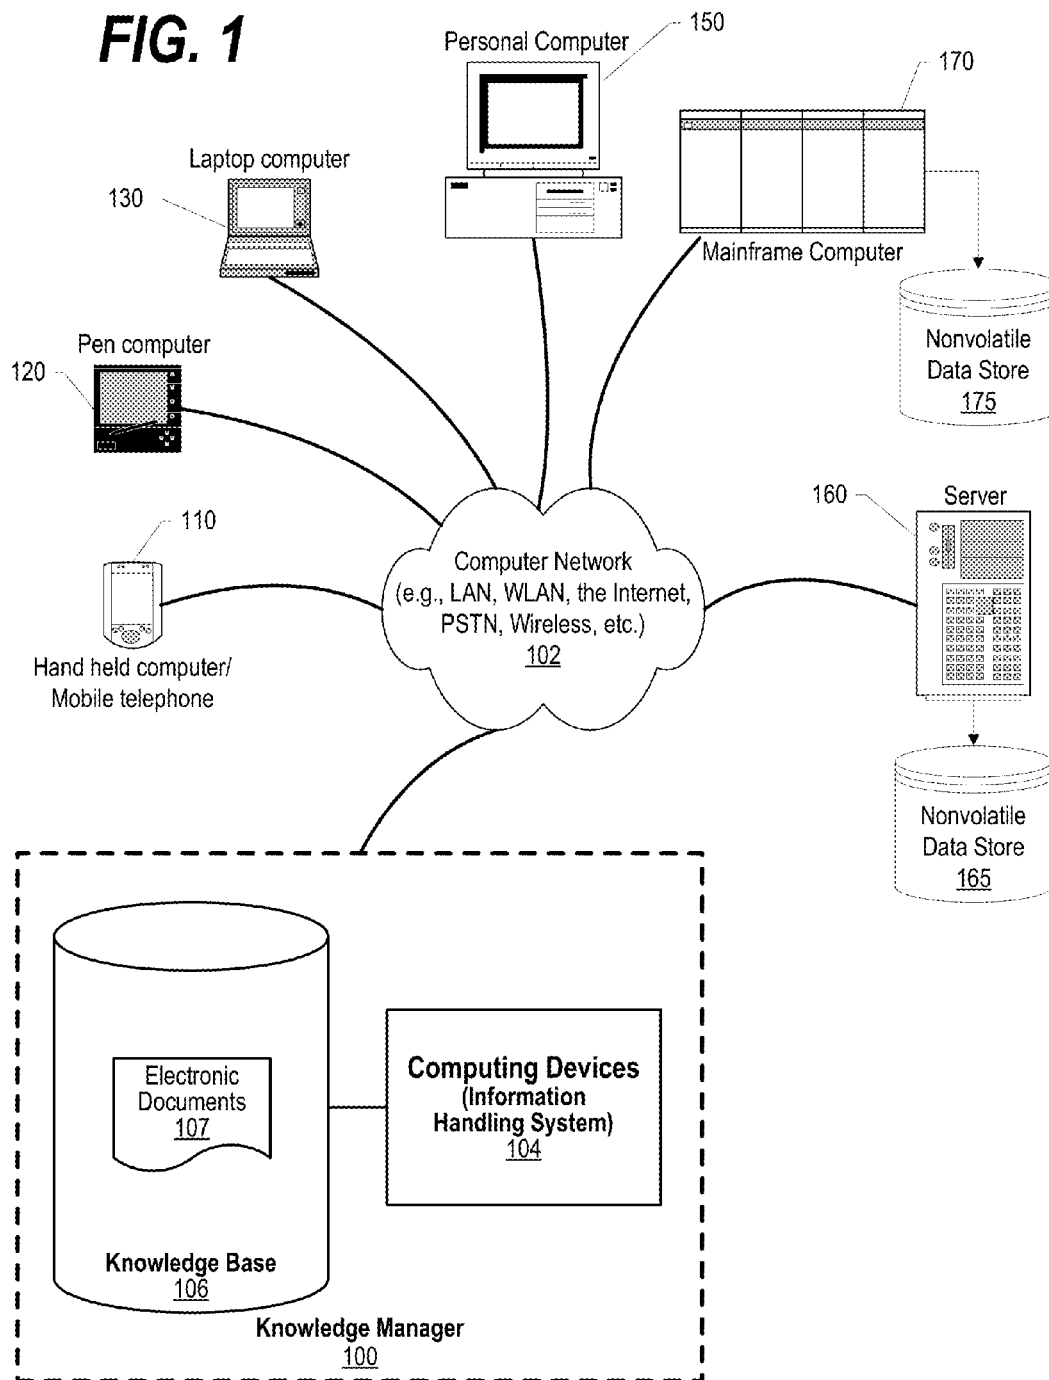 FIG. 1
Personal Computer
150
170
Laptop computer
130
Mainframe Computer
Nonvolatile
Data Store
175
Pen computer
120
160
Server
110
Computer Network
(e.g., LAN, WLAN, the Internet,
PSTN, Wireless, etc.)
102
Hand held computer/
Mobile telephone
Nonvolatile
Data Store
165
Electronic
Documents
107
Computing Devices
(Information
Handling System)
104
Knowledge Base
106
Knowledge Manager
100